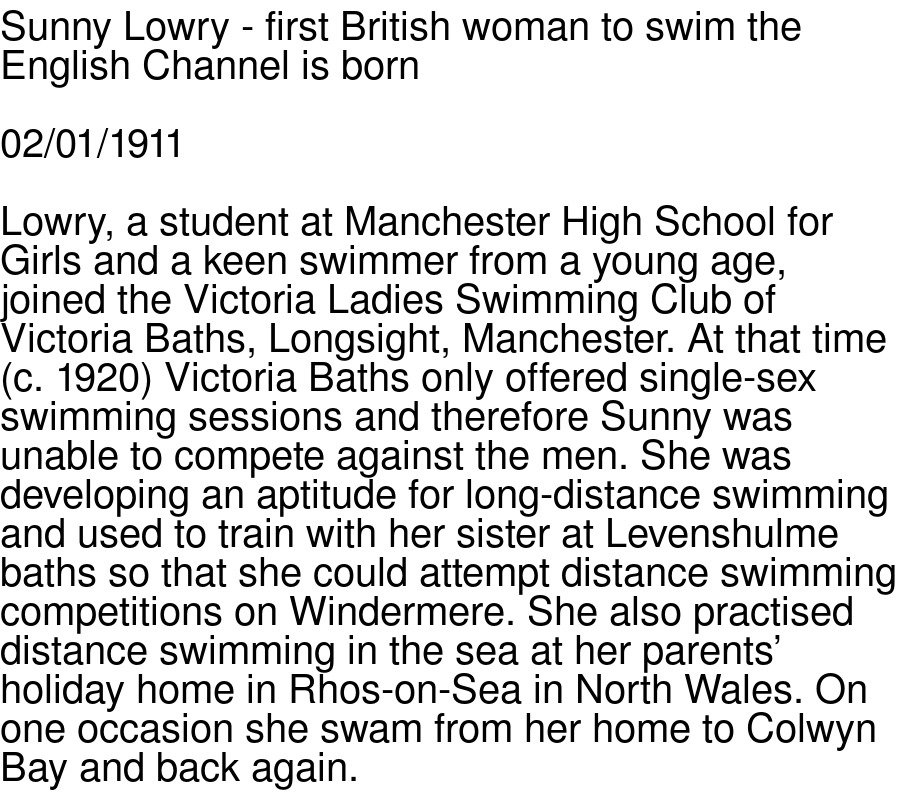 Sunny Lowry - first British woman to swim the
English Channel is born
02/01/1911
Lowry, a student at Manchester High School for
Girls and a keen swimmer from a young age,
joined the Victoria Ladies Swimming Club of
Victoria Baths, Longsight, Manchester. At that time
(c. 1920) Victoria Baths only offered single-sex
swimming sessions and therefore Sunny was
unable to compete against the men. She was
developing an aptitude for long-distance swimming
and used to train with her sister at Levenshulme
baths so that she could attempt distance swimming
competitions on Windermere. She also practised
distance swimming in the sea at her parents’
holiday home in Rhos-on-Sea in North Wales. On
one occasion she swam from her home to Colwyn
Bay and back again.